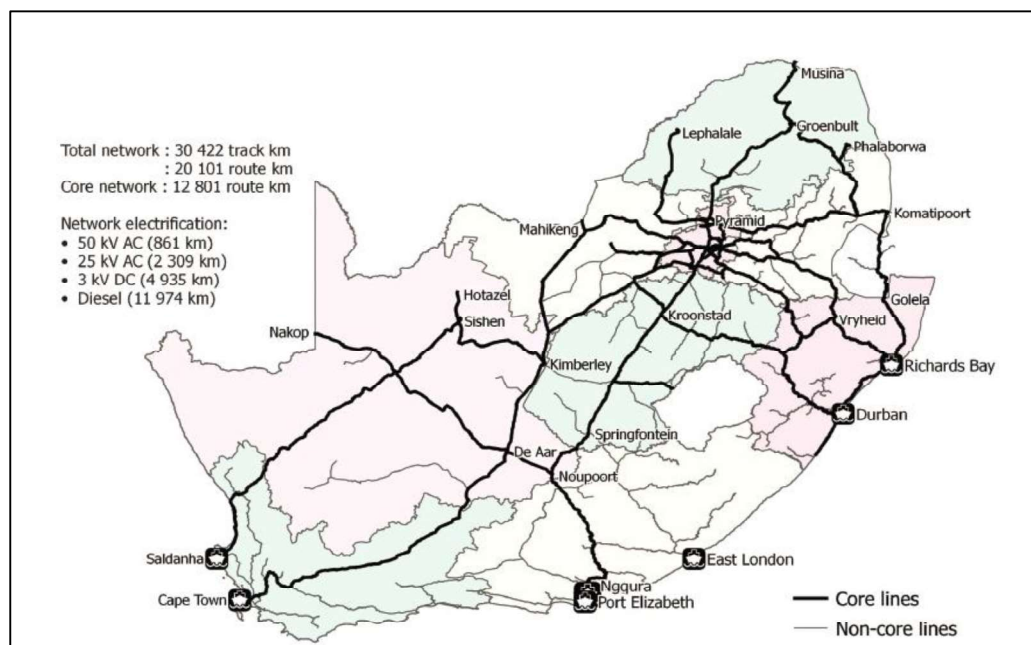 Total network : 30 422 track km
: 20 101 route km
Core network : 12 801 route km
Network electrification:
• 50 kV AC (861 km)
• 25 kV AC (2 309 km)
• 3 kV DC (4 935 km)
• Diesel (11 974 km)
Musina
Lephalale
Groenbult
Phalaborwa
Pyramid
Komatipoort
Mahikeng
Hotazel
Golela
Sishen
Kroonstad
Vryheid
Nakop
Kimberley
Richards Bay
Durban
Springfontein
De Aar
Noupoort
Saldanha
East London
Ngqura
Cape Town
Port Elizabeth
Core lines
Non-core lines